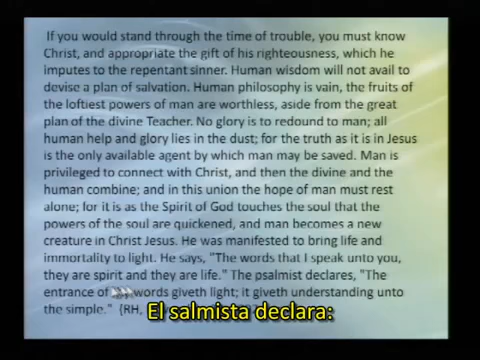 If you would stand through the time of trouble, you must know
Christ, and appropriate the gift of his righteousness, which he
imputes to the repentant sinner. Human wisdom will not avail to
devise a plan of salvation. Human philosophy is vain, the fruits of
the loftiest powers of man are worthless, aside from the great
plan of the divine Teacher. No glory is to redound to man; all
human help and glory lies in the dust; for the truth as it is in Jesus
is the only available agent by which man may be saved. Man is
privileged to connect with Christ, and then the divine and the
human combine; and in this union the hope of man must rest
alone; for it is as the Spirit of God touches the soul that the
powers of the soul are quickened, and man becomes a new
creature in Christ Jesus. He was manifested to bring life and
immortality to light. He says, "The words that I speak unto you,
they are spirit and they are life." The psalmist declares, "The
entrance of words giveth light; it giveth understanding unto
the simple." {RH,
El salmista declara: